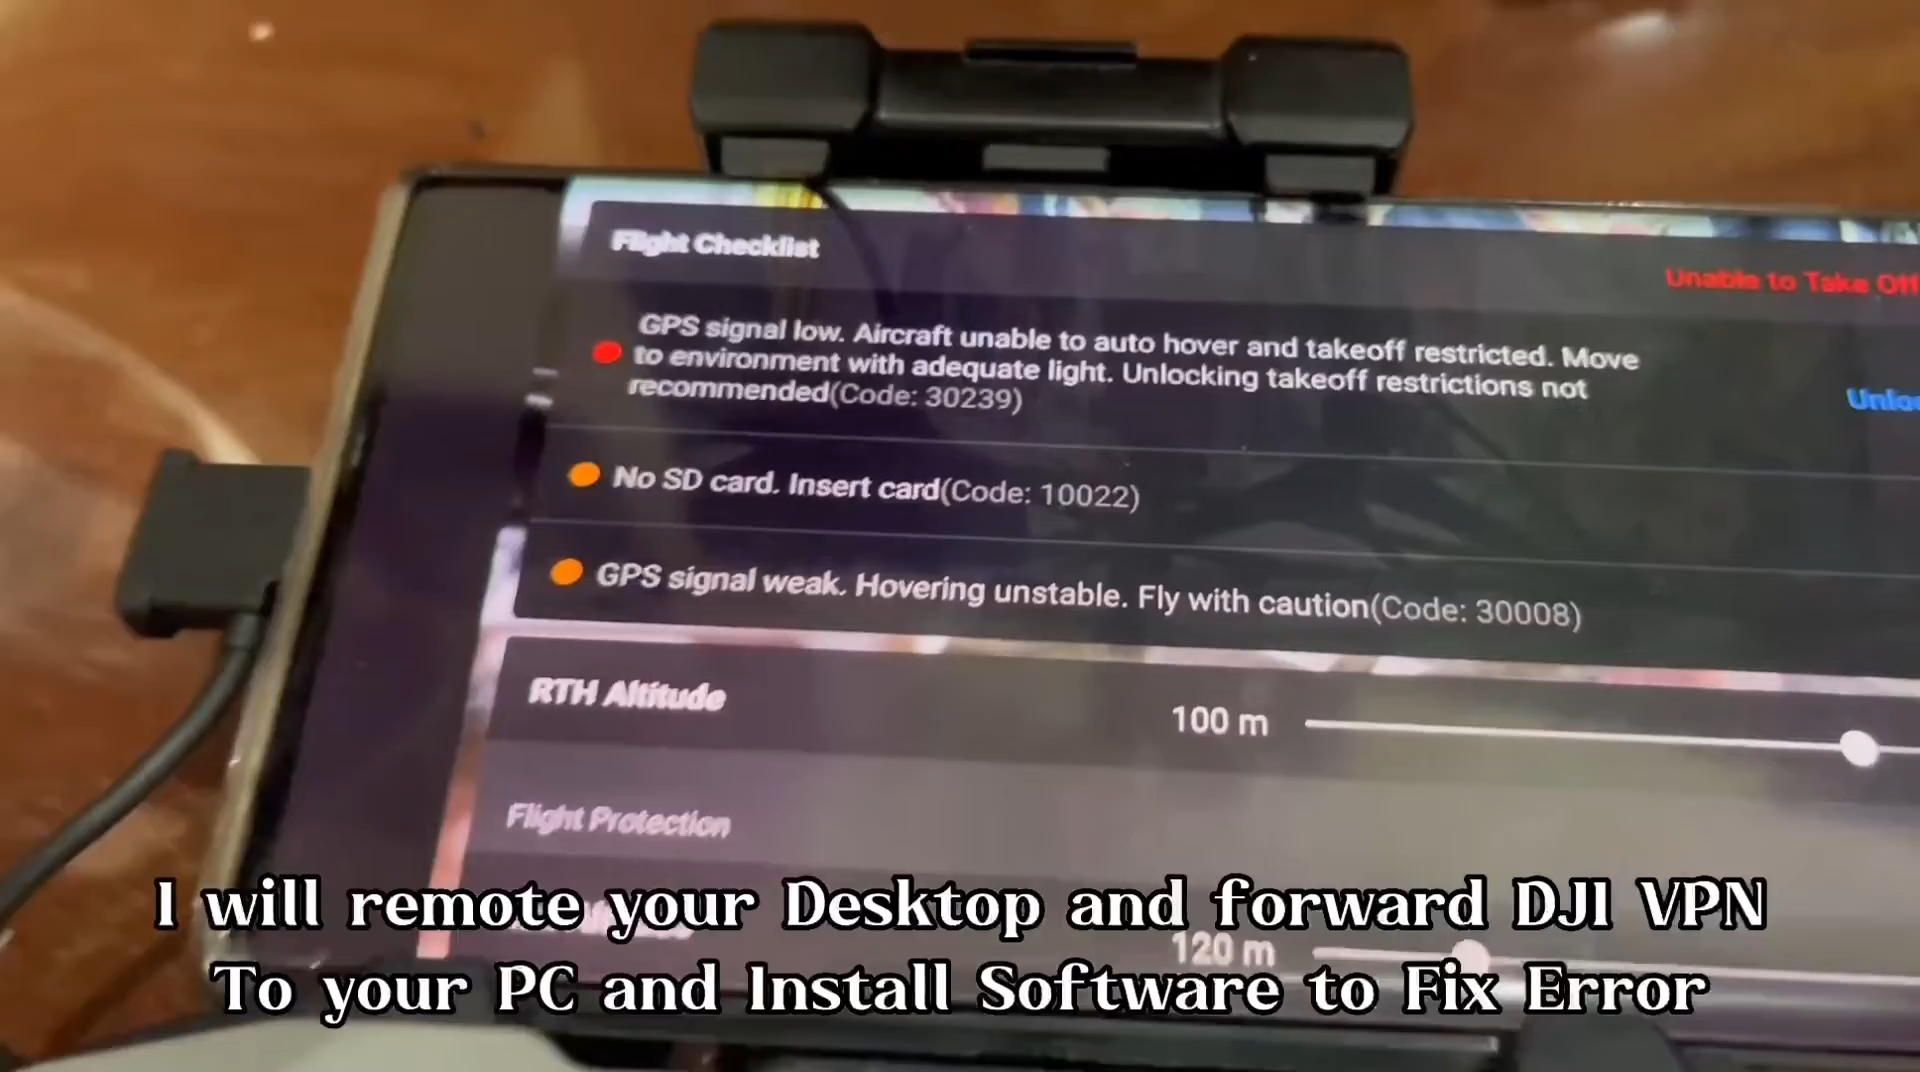 Flight Checklist
Unable to Take Off
GPS signal low. Aircraft unable to auto hover and takeoff restricted. Move
to environment with adequate light. Unlocking takeoff restrictions not
recommended(Code: 30239)
No SD card. Insert card(Code: 10022)
GPS signal weak. Hovering unstable. Fly with caution(Code: 30008)
RTH Altitude
100 m
Flight Protection
120 m
I will remote your Desktop and forward DJI VPN
To your PC and Install Software to Fix Error